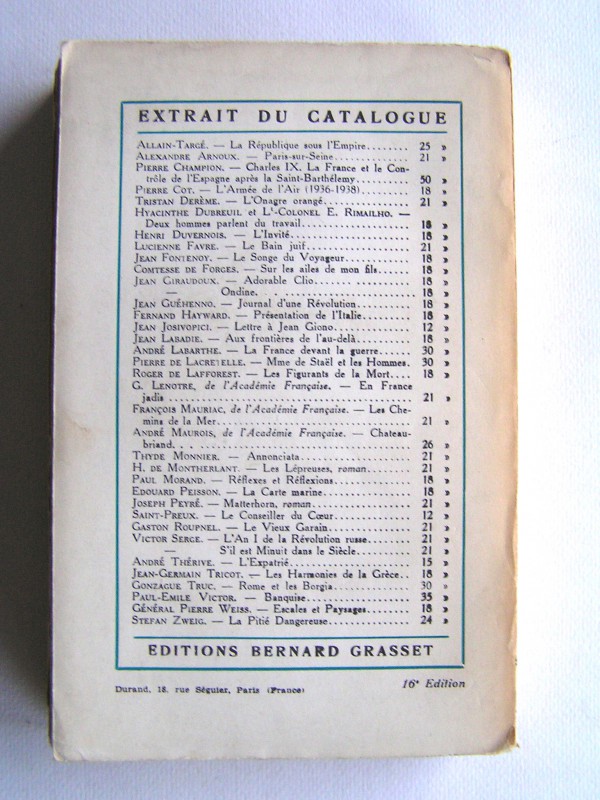 EXTRAIT DU CATALOGUE
ALLAIN-TARGÉ. — La République sous l'Empire......... 25 »
ALEXANDRE ARNOUX. — Paris-sur-Seine............... 21 »
PIERRE CHAMPION. — Charles IX. La France et le Con-
trôle de l'Espagne après la Saint-Barthélemy......... 50 »
PIERRE COT. — L'Armée de l'Air (1936-1938).......... 18 »
TRISTAN DERÈME. — L'Onagre orangé................. 21 »
HYACINTHE DUBREUIL et Lt-COLONEL E. RIMAILHO. —
Deux hommes parlent du travail................... 18 »
HENRI DUVERNOIS. — L'Invité....................... 18 »
LUCIENNE FAVRE. — Le Bain juif.................... 21 »
JEAN FONTENOY. — Le Songe du Voyageur............ 18 »
COMTESSE DE FORGES. — Sur les ailes de mon fils...... 18 »
JEAN GIRAUDOUX. — Adorable Clio................... 18 »
— Ondine............................ 18 »
JEAN GUÉHENNO. — Journal d'une Révolution.......... 18 »
FERNAND HAYWARD. — Présentation de l'Italie......... 18 »
JEAN JOSIVOPICI. — Lettre à Jean Giono.............. 12 »
JEAN LABADIE. — Aux frontières de l'au-delà.......... 18 »
ANDRÉ LABARTHE. — La France devant la guerre....... 30 »
PIERRE DE LACRETELLE. — Mme de Staël et les Hommes. 30 »
ROGER DE LAFFOREST. — Les Figurants de la Mort..... 18 »
G. LENOTRE, de l'Académie Française. — En France
jadis............................................ 21 »
FRANÇOIS MAURIAC, de l'Académie Française. — Les Che-
mins de la Mer................................... 21 »
ANDRÉ MAUROIS, de l'Académie Française. — Chateau-
briand........................................... 26 »
THYDE MONNIER. — Annonciata....................... 21 »
H. DE MONTHERLANT. — Les Lépreuses, roman......... 21 »
PAUL MORAND. — Réflexes et Réflexions............... 18 »
EDOUARD PEISSON. — La Carte marine................ 18 »
JOSEPH PEYRÉ. — Matterhorn, roman.................. 21 »
SAINT-PREUX. — Le Conseiller du Cœur............... 12 »
GASTON ROUPNEL. — Le Vieux Garain................. 21 »
VICTOR SERGE. — L'An I de la Révolution russe........ 21 »
— S'il est Minuit dans le Siècle........... 21 »
ANDRÉ THÉRIVE. — L'Expatrié....................... 15 »
JEAN-GERMAIN TRICOT. — Les Harmonies de la Grèce.. 18 »
GONZAGUE TRUC. — Rome et les Borgia................ 30 »
PAUL-EMILE VICTOR. — Banquise..................... 35 »
GÉNÉRAL PIERRE WEISS. — Escales et Paysages......... 18 »
STEFAN ZWEIG. — La Pitié Dangereuse................. 24 »
EDITIONS BERNARD GRASSET
Durand, 18, rue Séguier, Paris (France)
16e Edition